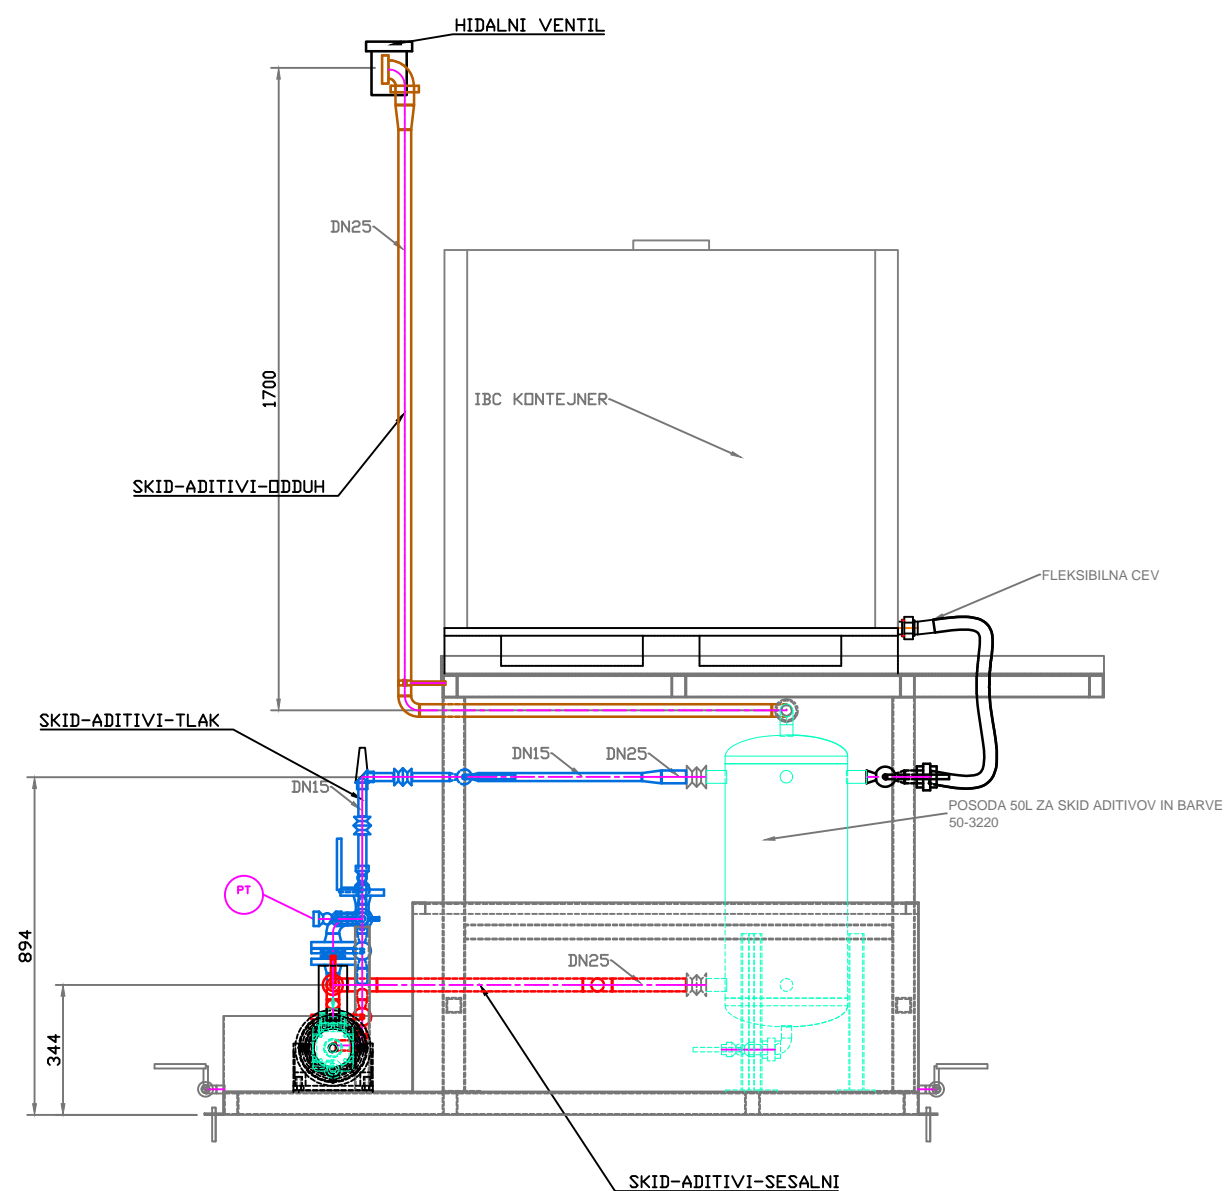 HIDALNI VENTIL
DN25
1700
IBC KONTEJNER
SKID-ADITIVI-ODDUH
FLEKSIBILNA CEV
SKID-ADITIVI-TLAK
DN15
DN25
DN15
POSODA 50L ZA SKID ADITIVOV IN BARVE
50-3220
PT
894
DN25
344
SKID-ADITIVI-SESALNI